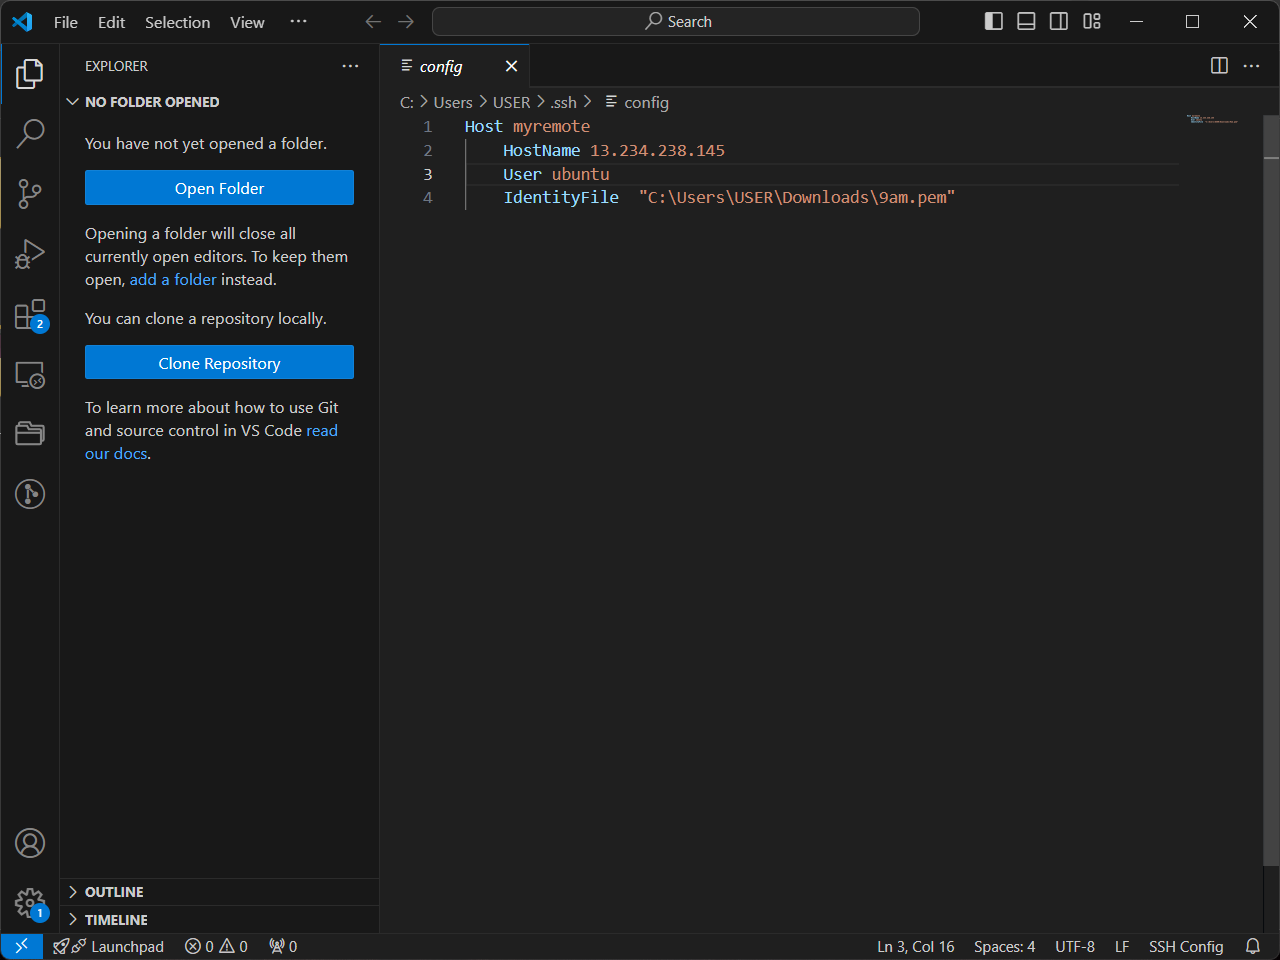 File Edit Selection View ···
Search
EXPLORER ···
config
NO FOLDER OPENED
C: > Users > USER > .ssh > config
You have not yet opened a folder.
Open Folder
Opening a folder will close all
currently open editors. To keep them
open, add a folder instead.
You can clone a repository locally.
Clone Repository
To learn more about how to use Git
and source control in VS Code read
our docs.
1 Host myremote
2 HostName 13.234.238.145
3 User ubuntu
4 IdentityFile "C:\Users\USER\Downloads\9am.pem"
2
1
OUTLINE
TIMELINE
Launchpad 0 0 0 Ln 3, Col 16 Spaces: 4 UTF-8 LF SSH Config